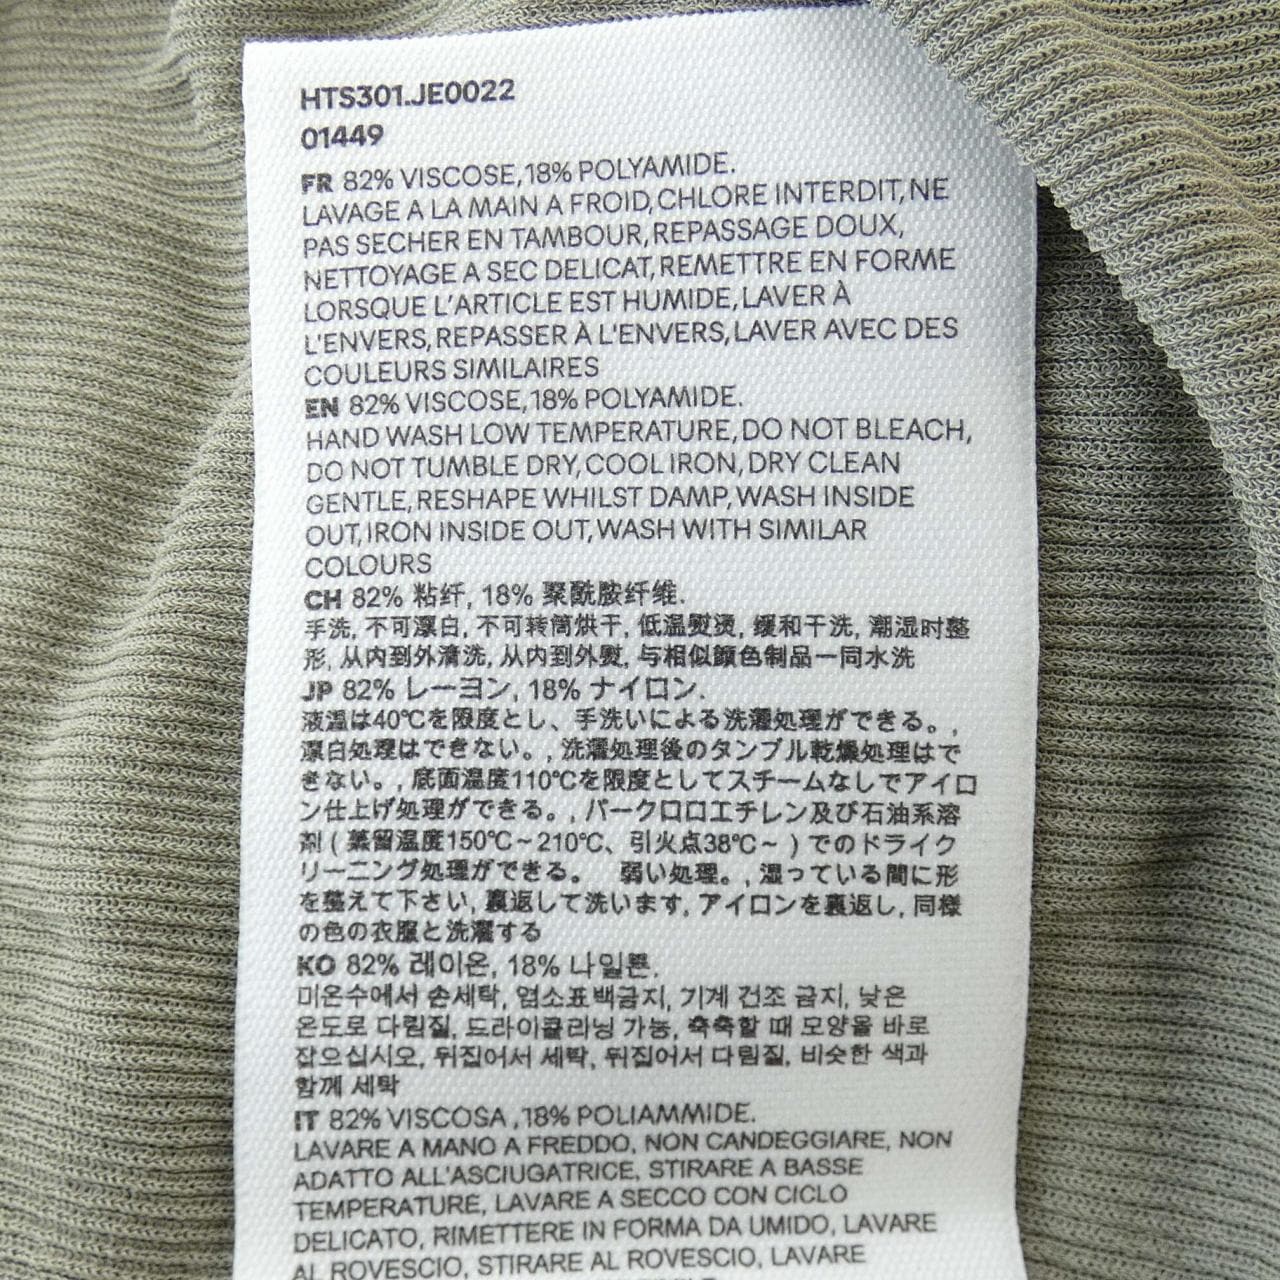 HTS301.JE0022
01449
FR 82% VISCOSE,18% POLYAMIDE.
LAVAGE A LA MAIN A FROID,CHLORE INTERDIT,NE
PAS SECHER EN TAMBOUR,REPASSAGE DOUX,
NETTOYAGE A SEC DELICAT,REMETTRE EN FORME
LORSQUE L'ARTICLE EST HUMIDE,LAVER À
L'ENVERS,REPASSER À L'ENVERS,LAVER AVEC DES
COULEURS SIMILAIRES
EN 82% VISCOSE,18% POLYAMIDE.
HAND WASH LOW TEMPERATURE,DO NOT BLEACH,
DO NOT TUMBLE DRY,COOL IRON,DRY CLEAN
GENTLE,RESHAPE WHILST DAMP,WASH INSIDE
OUT,IRON INSIDE OUT,WASH WITH SIMILAR
COLOURS
CH 82% 粘纤, 18% 聚酰胺纤维.
手洗, 不可漂白, 不可转筒烘干, 低温熨烫, 缓和干洗, 潮湿时整
形, 从内到外清洗, 从内到外熨, 与相似颜色制品一同水洗
JP 82% レーヨン, 18% ナイロン.
液温は40℃を限度とし、手洗いによる洗濯処理ができる。,
漂白処理はできない。, 洗濯処理後のタンブル乾燥処理はで
きない。, 底面温度110℃を限度としてスチームなしでアイロ
ン仕上げ処理ができる。, パークロロエチレン及び石油系溶
剤 ( 蒸留温度150℃～210℃、引火点38℃～ ) でのドライク
リーニング処理ができる。 弱い処理。, 湿っている間に形
を整えて下さい, 裏返して洗います, アイロンを裏返し, 同様
の色の衣服と洗濯する
KO 82% 레이온, 18% 나일론.
미온수에서 손세탁, 염소표백금지, 기계 건조 금지, 낮은
온도로 다림질, 드라이클리닝 가능, 축축할 때 모양을 바로
잡으십시오, 뒤집어서 세탁, 뒤집어서 다림질, 비슷한 색과
함께 세탁
IT 82% VISCOSA ,18% POLIAMMIDE.
LAVARE A MANO A FREDDO, NON CANDEGGIARE, NON
ADATTO ALL'ASCIUGATRICE, STIRARE A BASSE
TEMPERATURE, LAVARE A SECCO CON CICLO
DELICATO, RIMETTERE IN FORMA DA UMIDO, LAVARE
AL ROVESCIO, STIRARE AL ROVESCIO, LAVARE